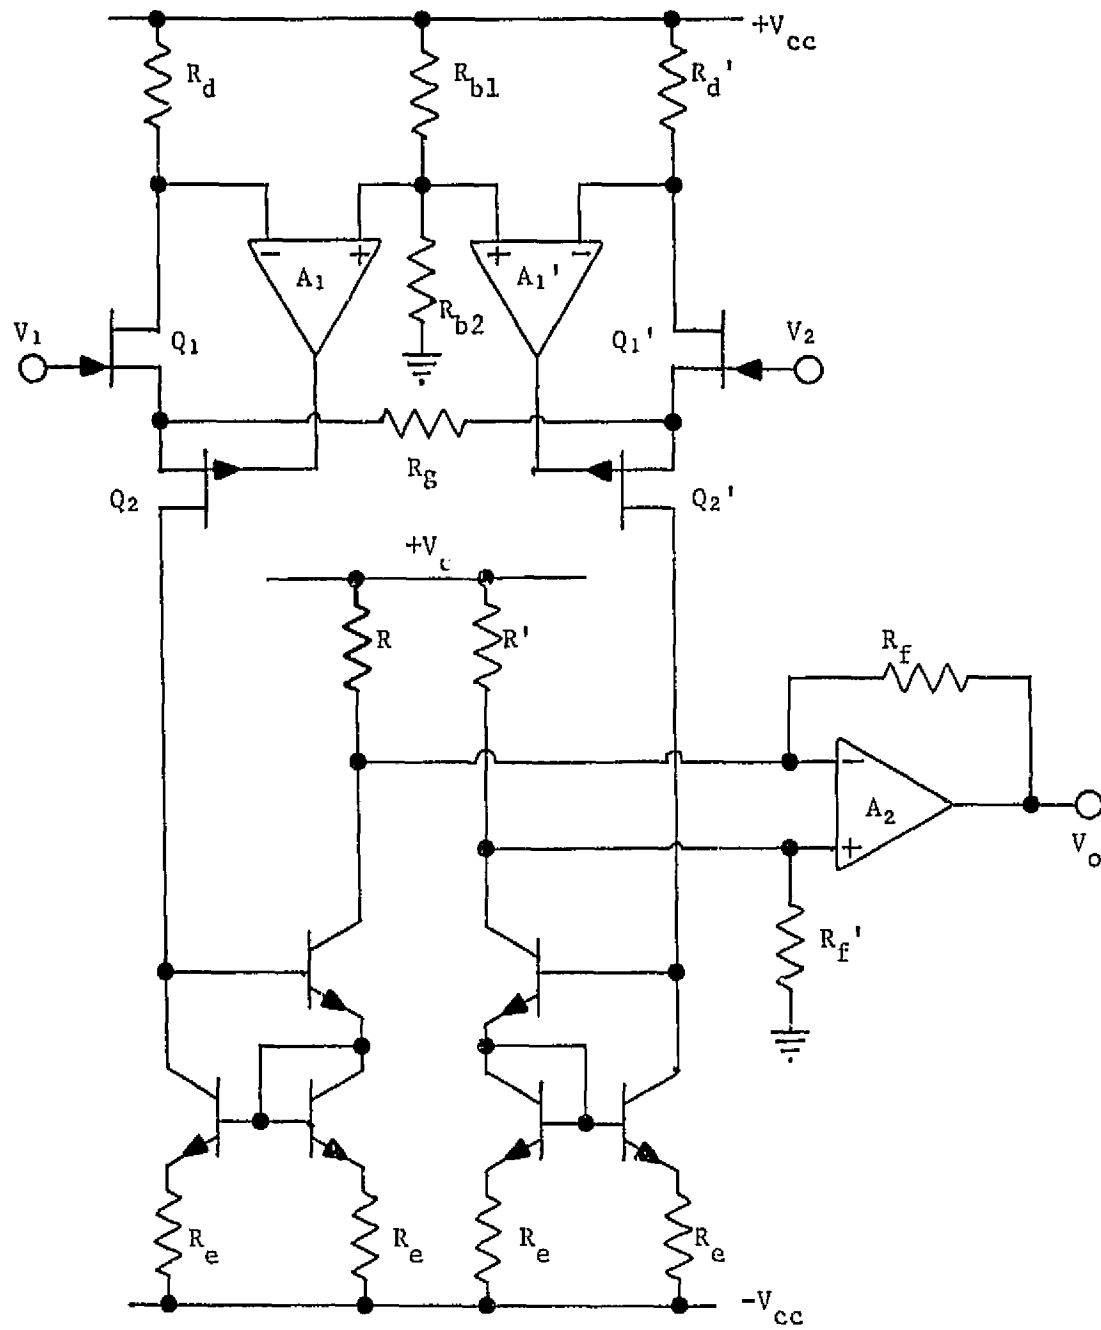 +Vcc
Rd
Rb1
Rd'
A1
A1'
- +
+ -
Rb2
V1
Q1
Q1'
V2
Rg
Q2
Q2'
+Vc
R
R'
Rf
-
A2
+
Vo
Rf'
Re
Re
Re
Re
-Vcc